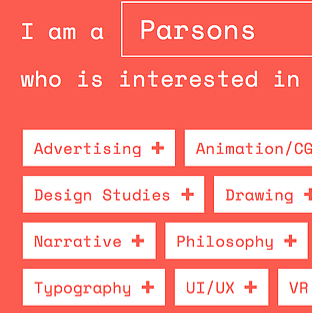 I am a Parsons
who is interested in
Advertising + Animation/CG
Design Studies + Drawing +
Narrative + Philosophy +
Typography + UI/UX + VR